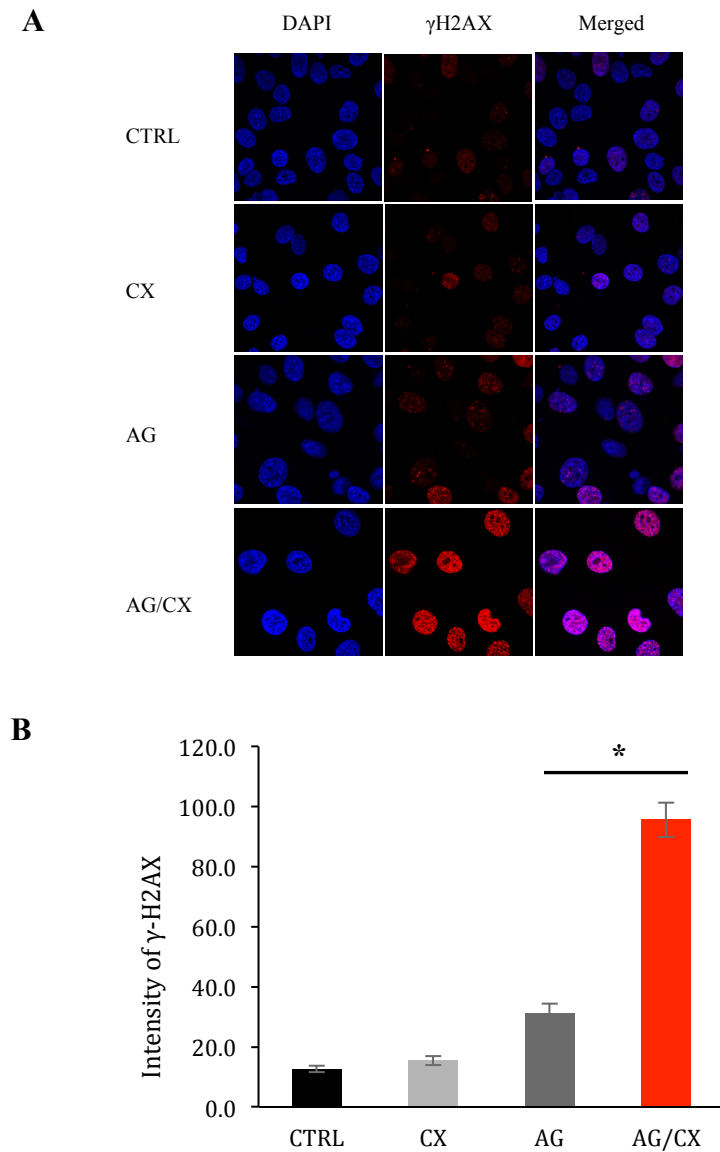 A
DAPI γH2AX Merged
CTRL
CX
AG
AG/CX
B
120.0
100.0
80.0
60.0
40.0
20.0
0.0
Intensity of γ-H2AX
*
CTRL CX AG AG/CX